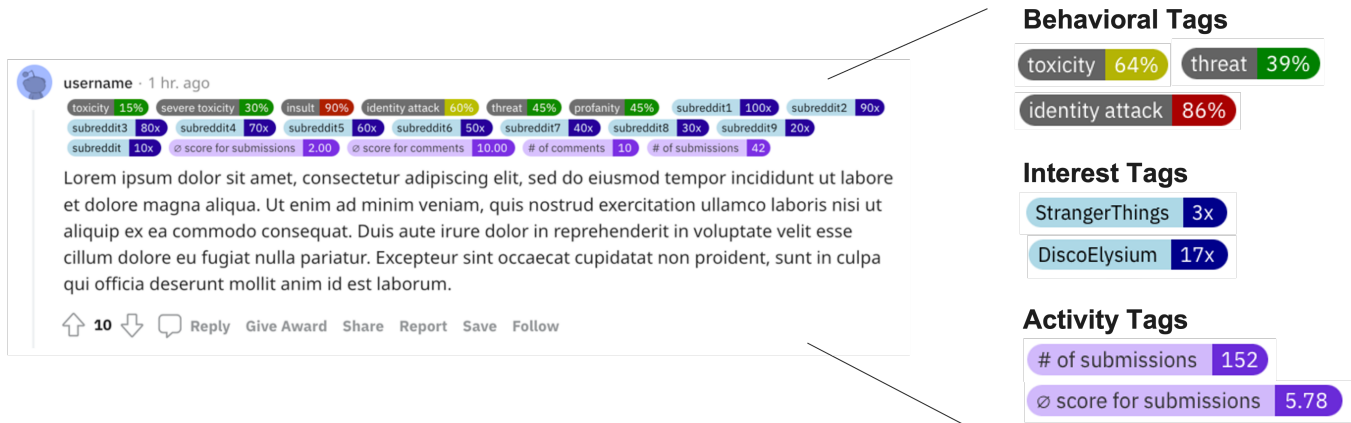 username · 1 hr. ago
toxicity 15% severe toxicity 30% insult 90% identity attack 60% threat 45% profanity 45% subreddit1 100x subreddit2 90x
subreddit3 80x subreddit4 70x subreddit5 60x subreddit6 50x subreddit7 40x subreddit8 30x subreddit9 20x
subreddit 10x ∅ score for submissions 2.00 ∅ score for comments 10.00 # of comments 10 # of submissions 42
Lorem ipsum dolor sit amet, consectetur adipiscing elit, sed do eiusmod tempor incididunt ut labore
et dolore magna aliqua. Ut enim ad minim veniam, quis nostrud exercitation ullamco laboris nisi ut
aliquip ex ea commodo consequat. Duis aute irure dolor in reprehenderit in voluptate velit esse
cillum dolore eu fugiat nulla pariatur. Excepteur sint occaecat cupidatat non proident, sunt in culpa
qui officia deserunt mollit anim id est laborum.
10 Reply Give Award Share Report Save Follow
Behavioral Tags
toxicity 64% threat 39%
identity attack 86%
Interest Tags
StrangerThings 3x
DiscoElysium 17x
Activity Tags
# of submissions 152
∅ score for submissions 5.78